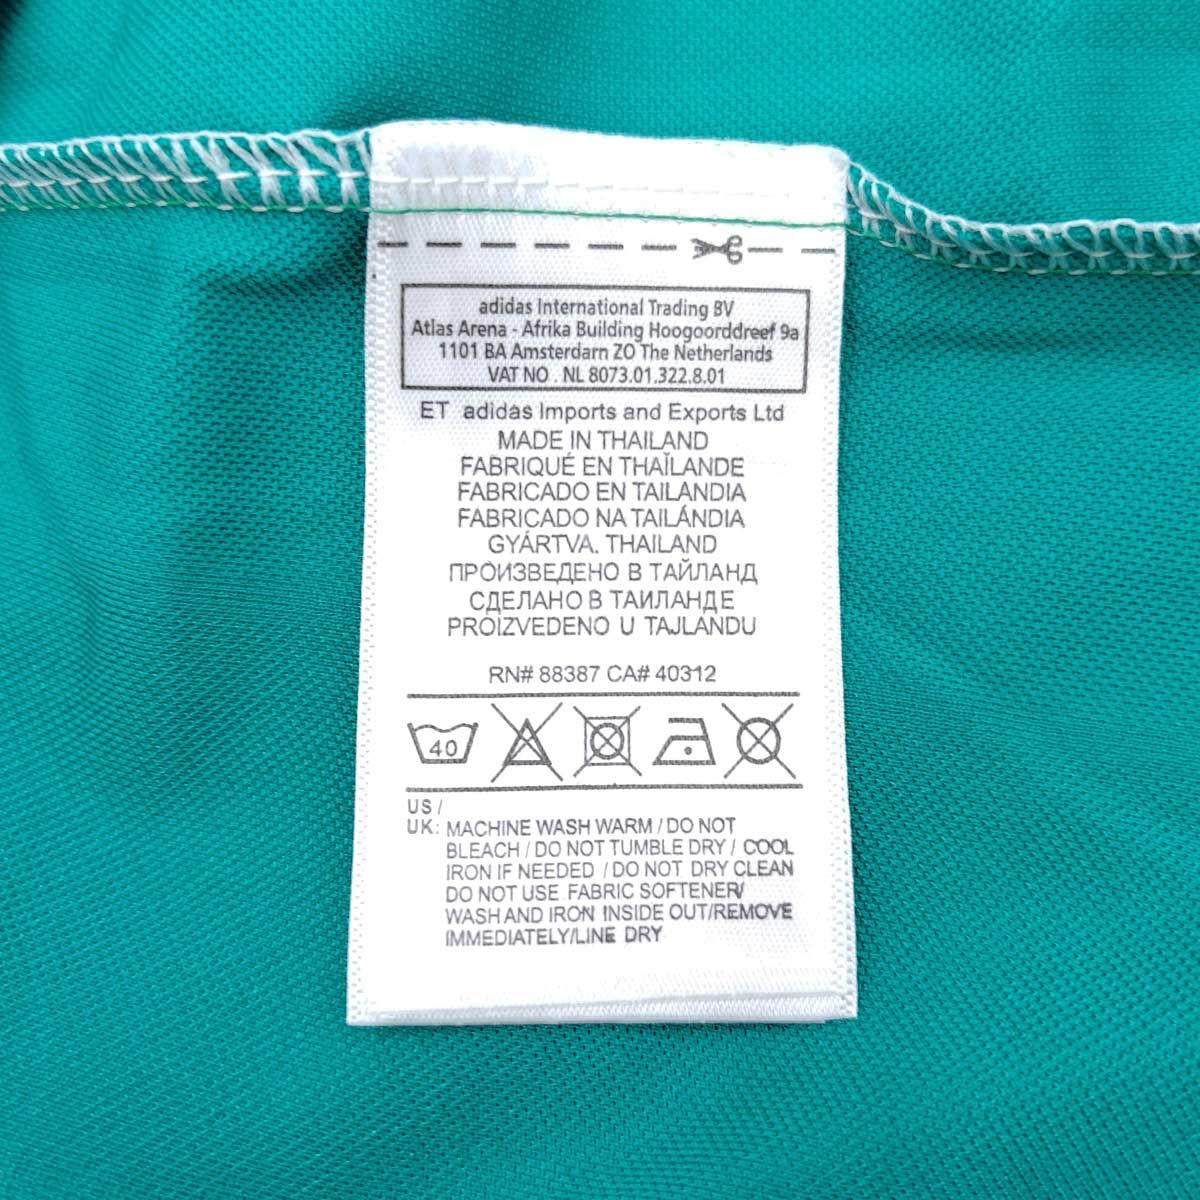 adidas International Trading BV
Atlas Arena - Afrika Building Hoogoorddreef 9a
1101 BA Amsterdam ZO The Netherlands
VAT NO . NL 8073.01.322.8.01
ET adidas Imports and Exports Ltd
MADE IN THAILAND
FABRIQUÉ EN THAÏLANDE
FABRICADO EN TAILANDIA
FABRICADO NA TAILÁNDIA
GYÁRTVA. THAILAND
ПРОИЗВЕДЕНО В ТАЙЛАНД
СДЕЛАНО В ТАИЛАНДЕ
PROIZVEDENO U TAJLANDU
RN# 88387 CA# 40312
40
US /
UK: MACHINE WASH WARM / DO NOT
BLEACH / DO NOT TUMBLE DRY / COOL
IRON IF NEEDED / DO NOT DRY CLEAN
DO NOT USE FABRIC SOFTENER/
WASH AND IRON INSIDE OUT/REMOVE
IMMEDIATELY/LINE DRY